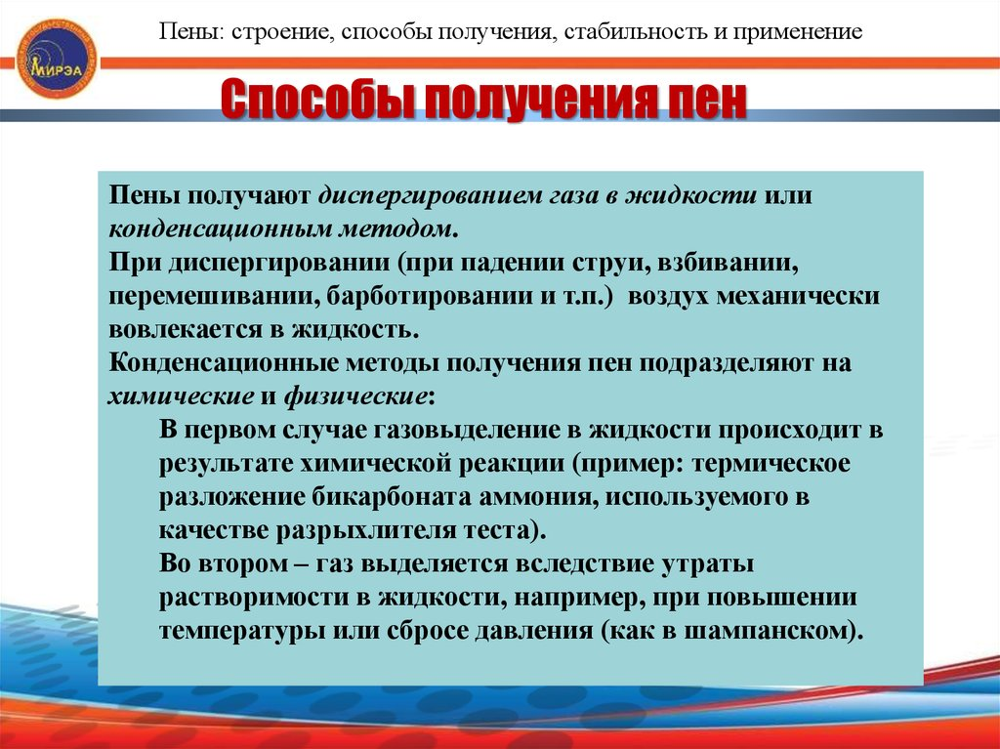 Пены: строение, способы получения, стабильность и применение
МИРЭА
Способы получения пен
Пены получают диспергированием газа в жидкости или
конденсационным методом.
При диспергировании (при падении струи, взбивании,
перемешивании, барботировании и т.п.) воздух механически
вовлекается в жидкость.
Конденсационные методы получения пен подразделяют на
химические и физические:
В первом случае газовыделение в жидкости происходит в
результате химической реакции (пример: термическое
разложение бикарбоната аммония, используемого в
качестве разрыхлителя теста).
Во втором – газ выделяется вследствие утраты
растворимости в жидкости, например, при повышении
температуры или сбросе давления (как в шампанском).